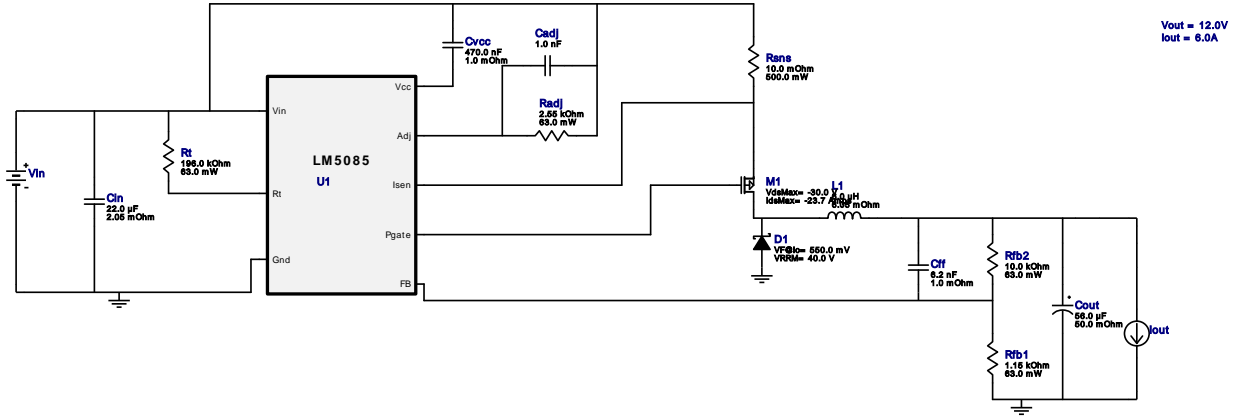 Vout = 12.0V
Iout = 6.0A
Cvcc
470.0 nF
1.0 mOhm
Cadj
1.0 nF
Rsns
10.0 mOhm
500.0 mW
Radj
2.55 kOhm
63.0 mW
Vcc
Vin
Adj
LM5085
U1
Isen
Rt
Pgate
Gnd
FB
Rt
196.0 kOhm
63.0 mW
Vin
+
-
Cin
22.0 µF
2.05 mOhm
M1
VdsMax= -30.0 V
IdsMax= -23.7
L1
µH
mOhm
D1
550.0 mV
VRRM= 40.0 V
Cff
6.2 nF
1.0 mOhm
Rfb2
10.0 kOhm
63.0 mW
+
Cout
56.0 µF
50.0 mOhm
Iout
Rfb1
1.15 kOhm
63.0 mW